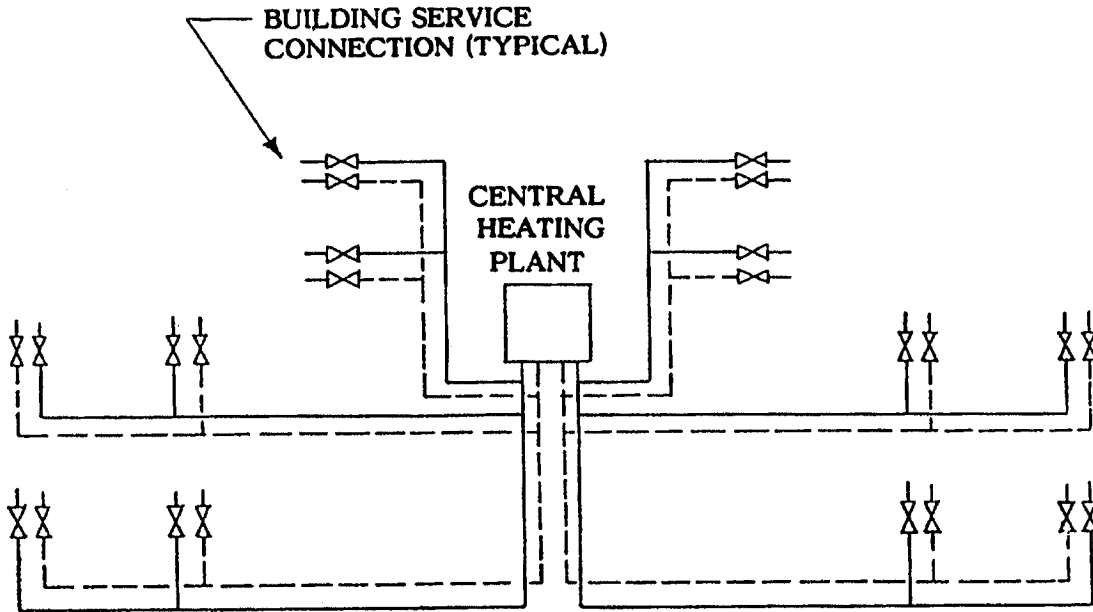 BUILDING SERVICE
CONNECTION (TYPICAL)
CENTRAL
HEATING
PLANT